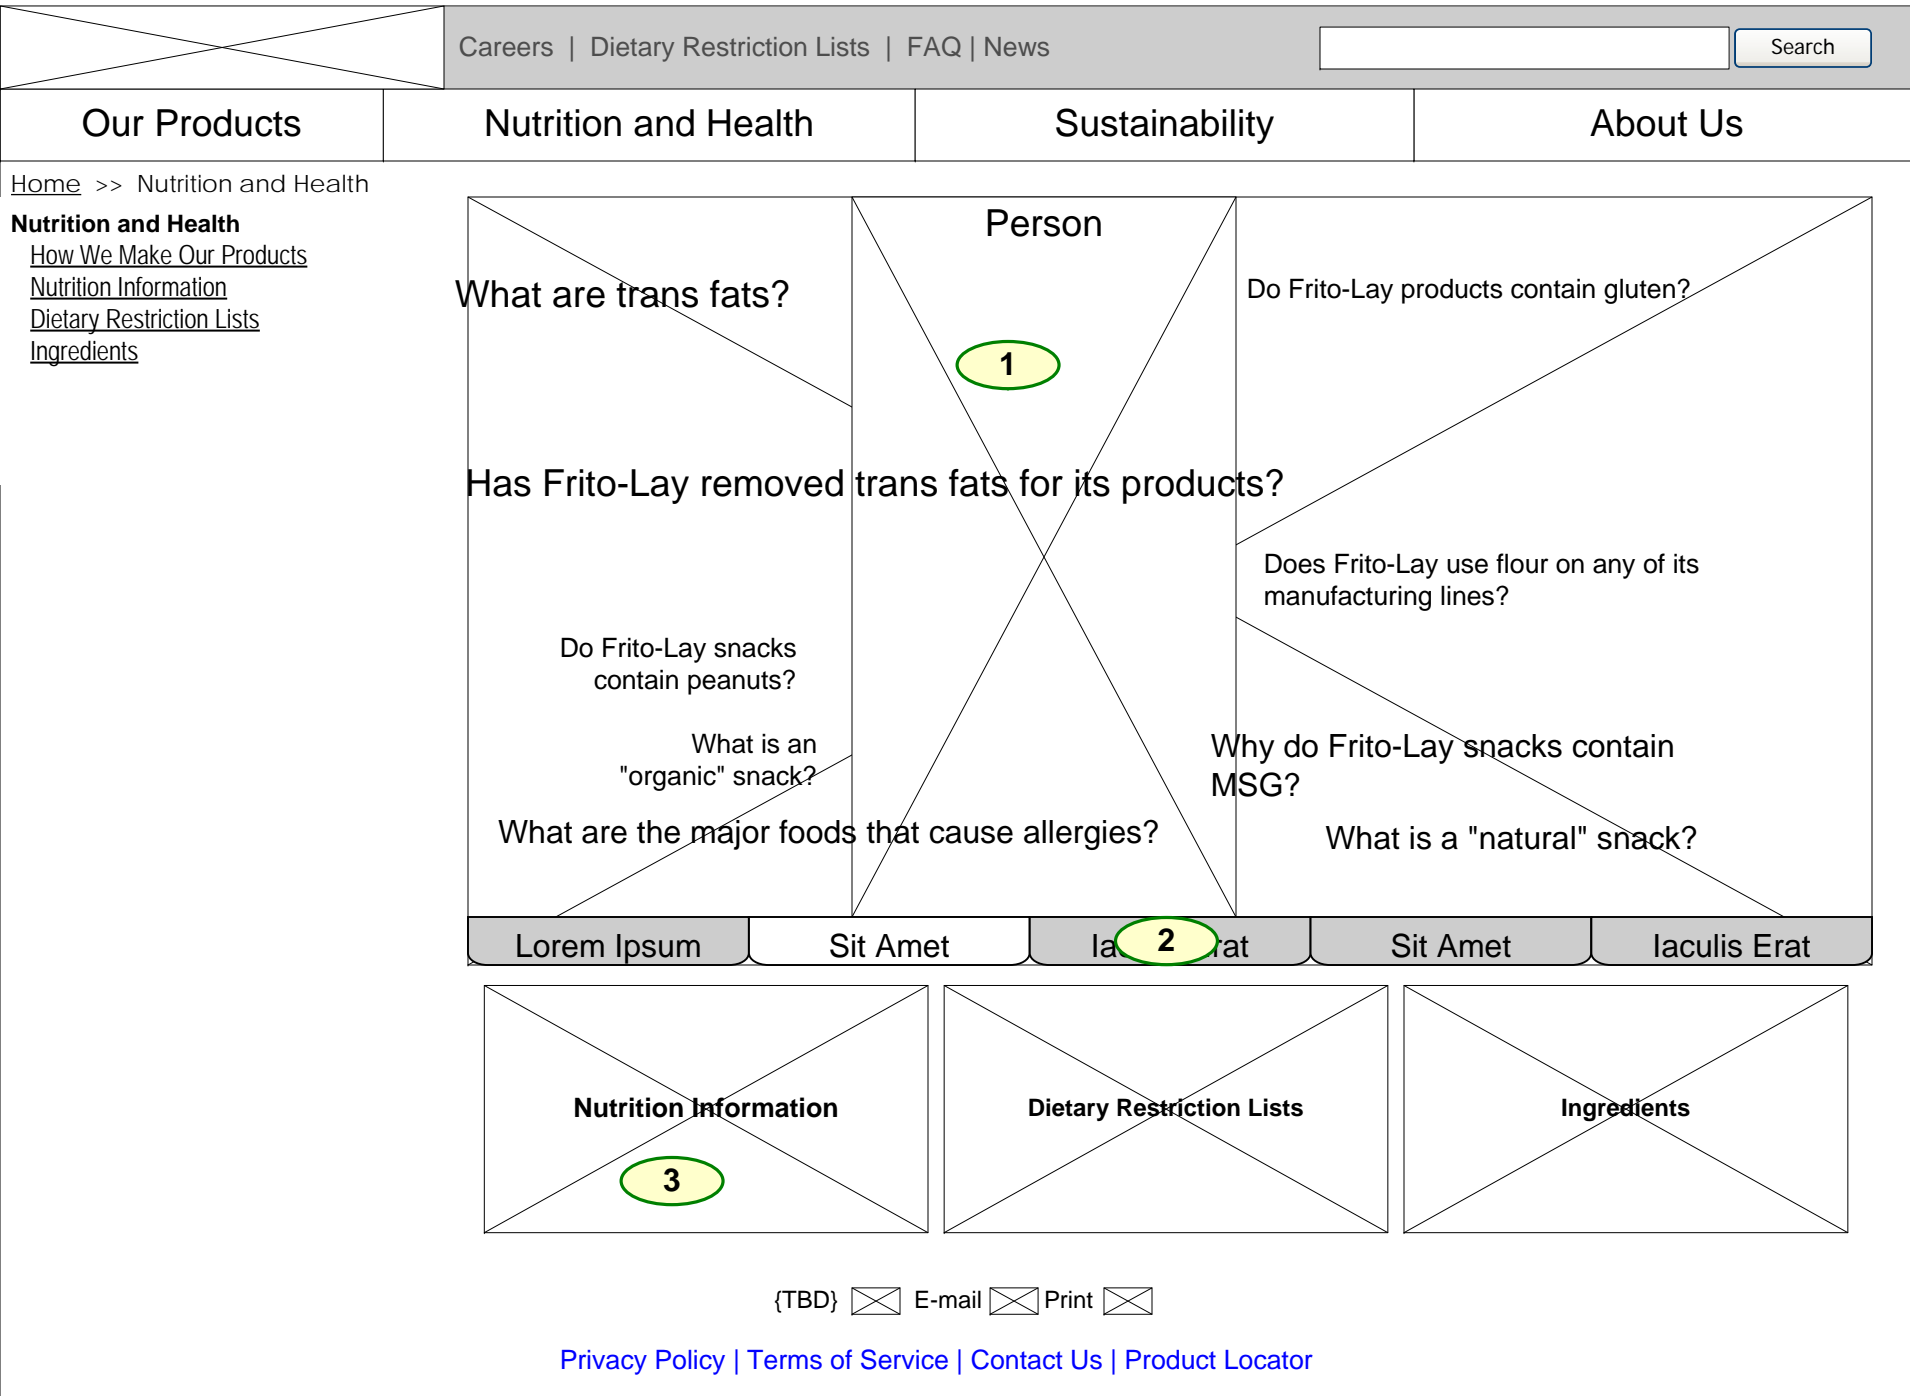 Careers | Dietary Restriction Lists | FAQ | News
Search
Our Products
Nutrition and Health
Sustainability
About Us
Home >> Nutrition and Health
Nutrition and Health
How We Make Our Products
Nutrition Information
Dietary Restriction Lists
Ingredients
Person
What are trans fats?
Do Frito-Lay products contain gluten?
1
Has Frito-Lay removed trans fats for its products?
Does Frito-Lay use flour on any of its
manufacturing lines?
Do Frito-Lay snacks
contain peanuts?
What is an
"organic" snack?
Why do Frito-Lay snacks contain
MSG?
What are the major foods that cause allergies?
What is a "natural" snack?
Lorem Ipsum
Sit Amet
2
Sit Amet
Iaculis Erat
Nutrition Information
Dietary Restriction Lists
Ingredients
3
{TBD} E-mail Print
Privacy Policy | Terms of Service | Contact Us | Product Locator